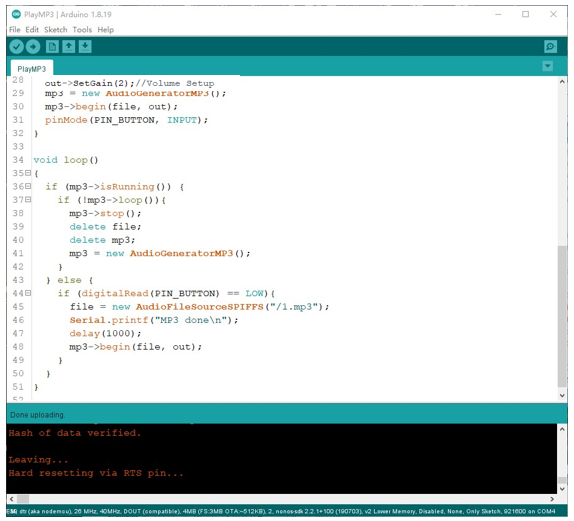 PlayMP3 | Arduino 1.8.19
File Edit Sketch Tools Help
PlayMP3
28 out->SetGain(2);//Volume Setup
29 mp3 = new AudioGeneratorMP3();
30 mp3->begin(file, out);
31 pinMode(PIN_BUTTON, INPUT);
32 }
33
34 void loop()
35 {
36 if (mp3->isRunning()) {
37 if (!mp3->loop()){
38 mp3->stop();
39 delete file;
40 delete mp3;
41 mp3 = new AudioGeneratorMP3();
42 }
43 } else {
44 if (digitalRead(PIN_BUTTON) == LOW){
45 file = new AudioFileSourceSPIFFS("/1.mp3");
46 Serial.printf("MP3 done\n");
47 delay(1000);
48 mp3->begin(file, out);
49 }
50 }
51 }
52
Done uploading.
Hash of data verified.
Leaving...
Hard resetting via RTS pin...
dtr (aka nodemcu), 26 MHz, 40MHz, DOUT (compatible), 4MB (FS:3MB OTA:~512KB), 2, nonos-sdk 2.2.1+100 (190703), v2 Lower Memory, Disabled, None, Only Sketch, 921600 on COM4